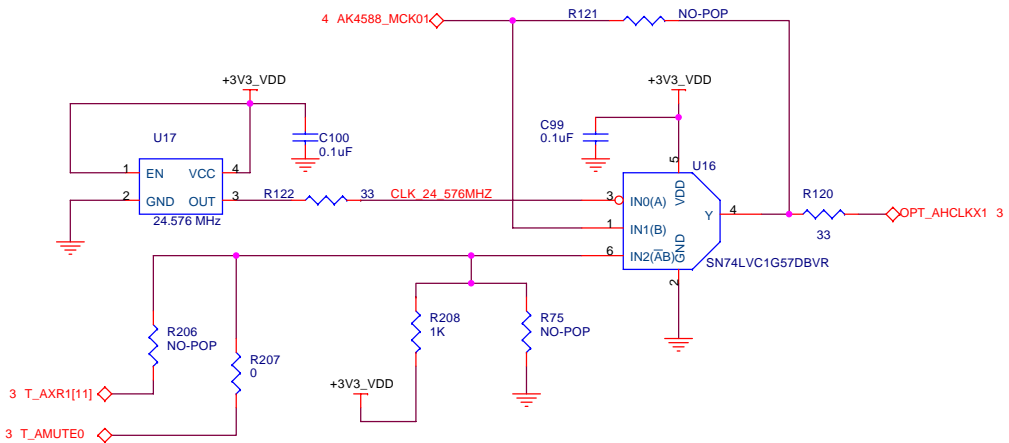 4 AK4588_MCK01
R121
NO-POP
+3V3_VDD
+3V3_VDD
U17
C100
0.1uF
C99
0.1uF
U16
1
EN
VCC
4
2
GND
OUT
3
24.576 MHz
R122
33
CLK_24_576MHZ
3
IN0(A)
1
IN1(B)
6
IN2(AB)
5
VDD
GND
2
Y
4
SN74LVC1G57DBVR
R120
33
OPT_AHCLKX1 3
R206
NO-POP
R207
0
R208
1K
R75
NO-POP
+3V3_VDD
3 T_AXR1[11]
3 T_AMUTE0